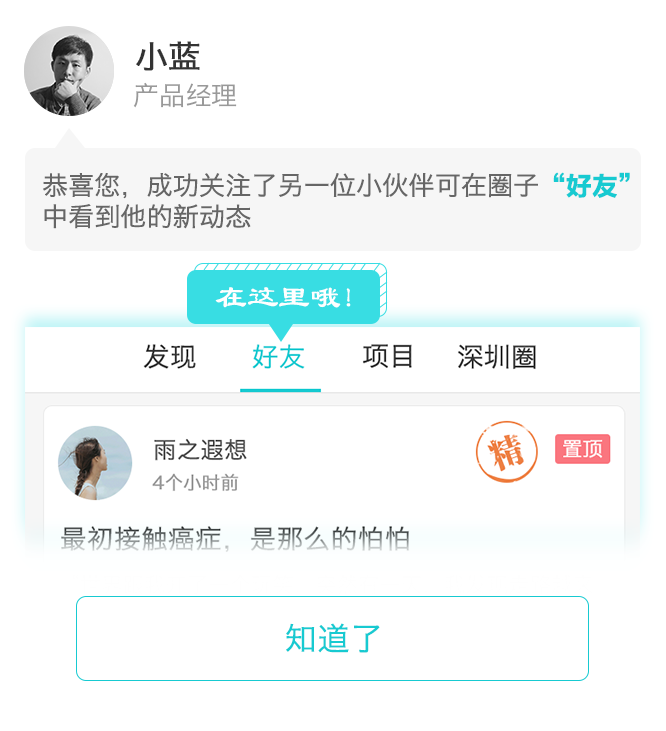 小蓝
产品经理
恭喜您，成功关注了另一位小伙伴可在圈子“好友”
中看到他的新动态
在这里哦！
发现 好友 项目 深圳圈
雨之遐想
4个小时前
精
置顶
最初接触癌症，是那么的怕怕
知道了